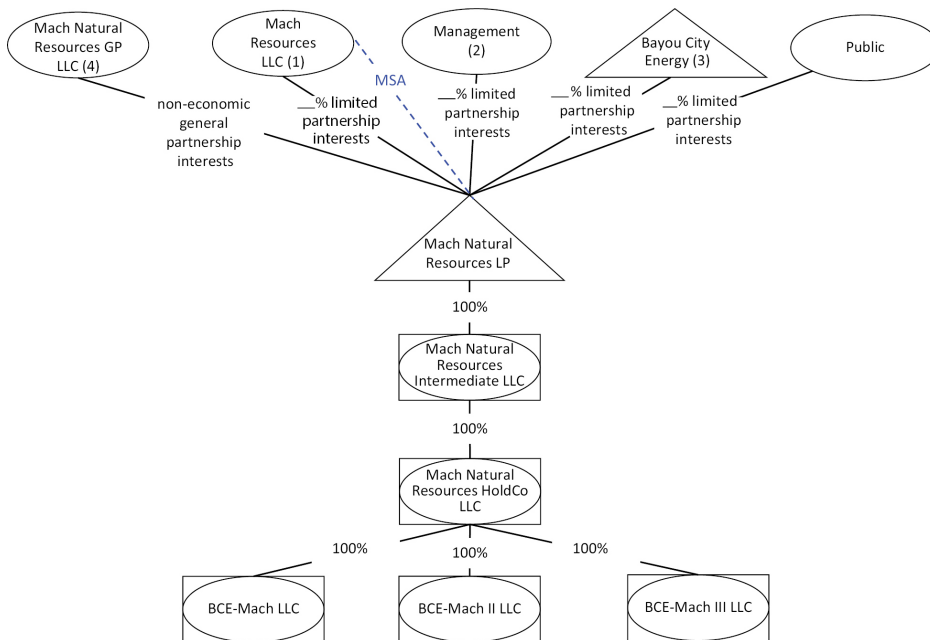 Mach Natural
Resources GP
LLC (4)
Mach
Resources
LLC (1)
Management
(2)
Bayou City
Energy (3)
Public
MSA
non-economic
general
partnership
interests
__% limited
partnership
interests
__% limited
partnership
interests
__% limited
partnership
interests
__% limited
partnership
interests
Mach Natural
Resources LP
100%
Mach Natural
Resources
Intermediate LLC
100%
Mach Natural
Resources HoldCo
LLC
100%
100%
100%
BCE-Mach LLC
BCE-Mach II LLC
BCE-Mach III LLC